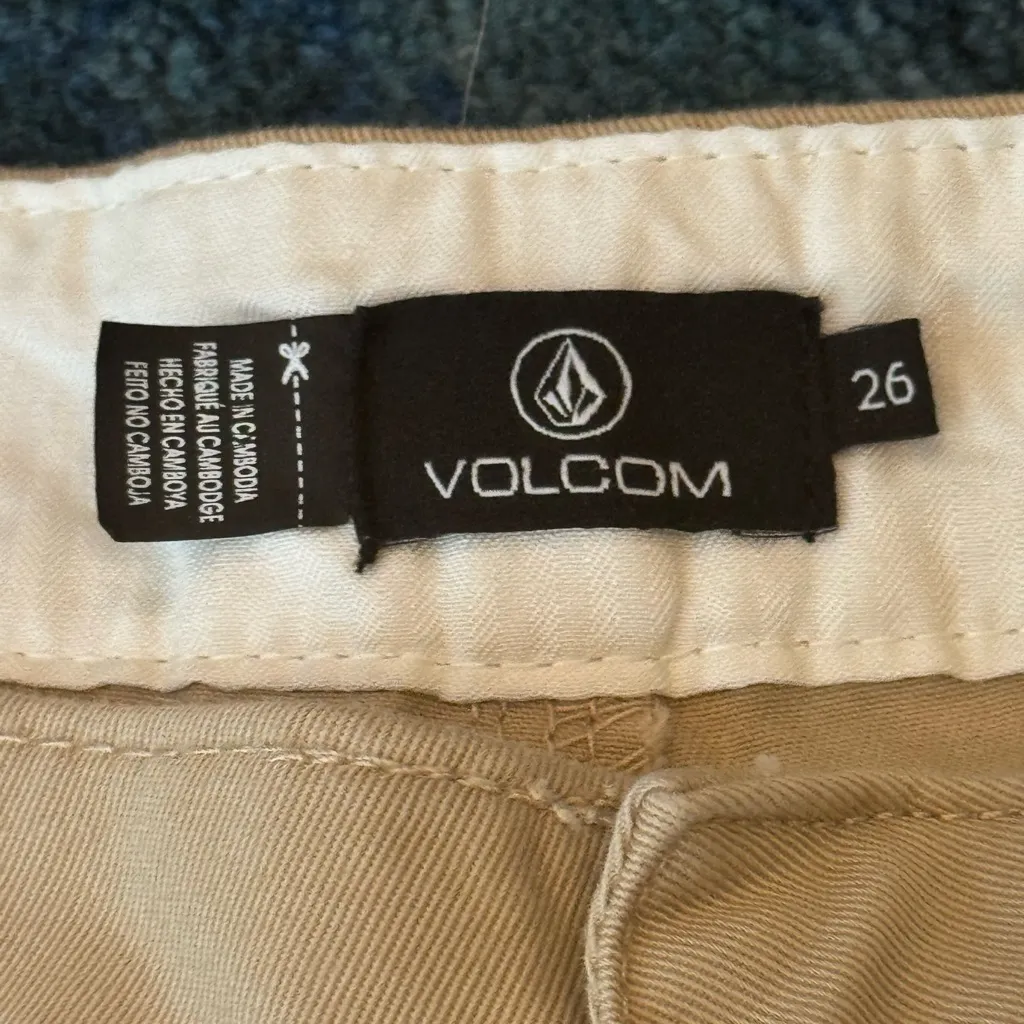 MADE IN CAMBODIA
FABRIQUÉ AU CAMBODGE
HECHO EN CAMBOYA
FEITO NO CAMBOJA
VOLCOM
26